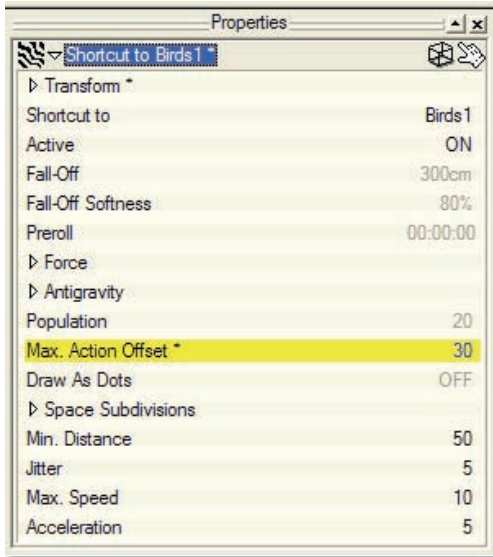 Properties
Shortcut to Birds1 *
Transform *
Shortcut to Birds1
Active ON
Fall-Off 300cm
Fall-Off Softness 80%
Preroll 00:00:00
Force
Antigravity
Population 20
Max. Action Offset * 30
Draw As Dots OFF
Space Subdivisions
Min. Distance 50
Jitter 5
Max. Speed 10
Acceleration 5